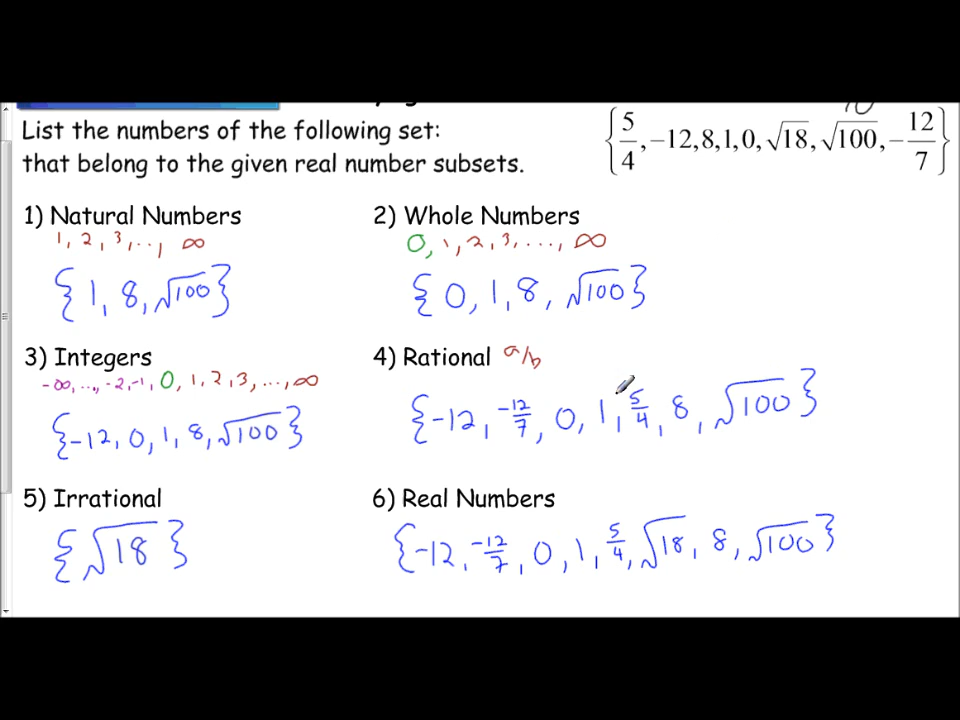 10
List the numbers of the following set:
that belong to the given real number subsets.
{5/4, −12, 8, 1, 0, √18, √100, −12/7}
1) Natural Numbers
1, 2, 3, ..., ∞
{1, 8, √100}
2) Whole Numbers
0, 1, 2, 3, ..., ∞
{0, 1, 8, √100}
3) Integers
-∞, ..., -2, -1, 0, 1, 2, 3, ..., ∞
{-12, 0, 1, 8, √100}
4) Rational a/b
{-12, -12/7, 0, 1, 5/4, 8, √100}
5) Irrational
{√18}
6) Real Numbers
{-12, -12/7, 0, 1, 5/4, √18, 8, √100}